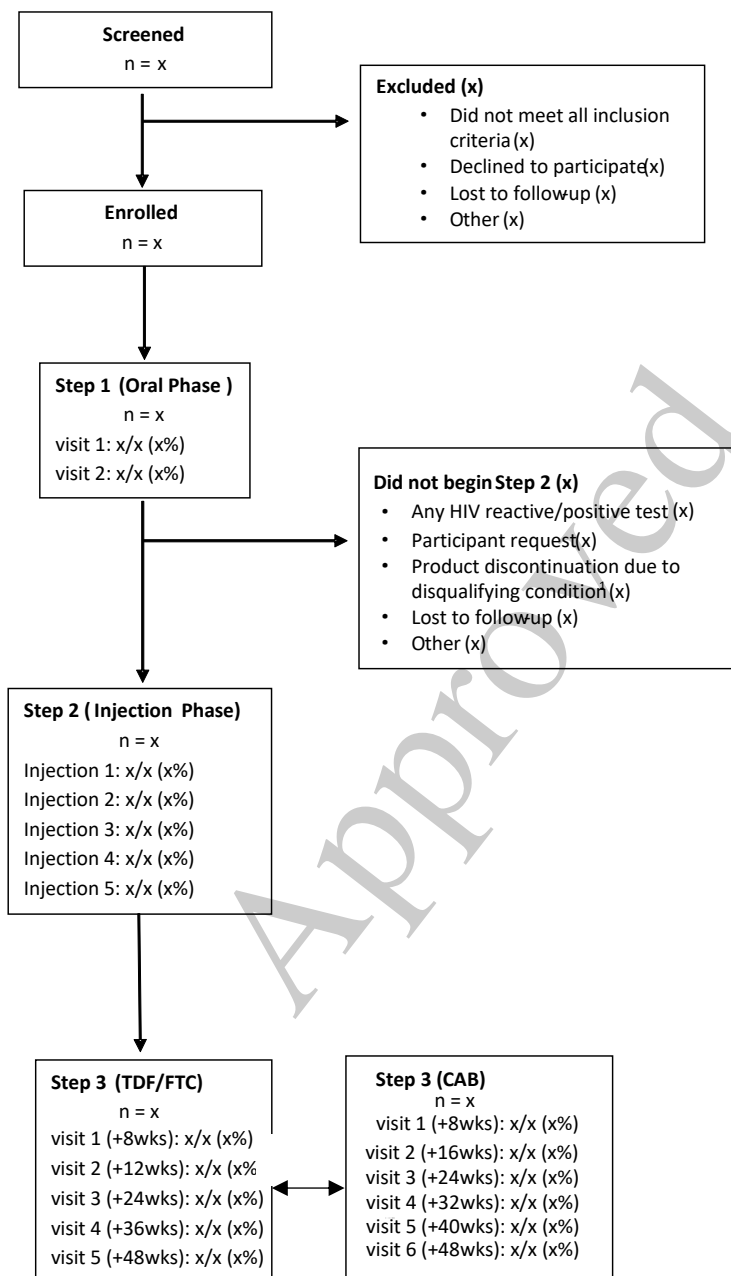 Screened
n = x
Excluded (x)
• Did not meet all inclusion
criteria (x)
• Declined to participate(x)
• Lost to follow-up (x)
• Other (x)
Enrolled
n = x
Step 1 (Oral Phase )
n = x
visit 1: x/x (x%)
visit 2: x/x (x%)
Did not begin Step 2 (x)
• Any HIV reactive/positive test (x)
• Participant request(x)
• Product discontinuation due to
disqualifying condition1 (x)
• Lost to follow-up (x)
• Other (x)
Step 2 ( Injection Phase)
n = x
Injection 1: x/x (x%)
Injection 2: x/x (x%)
Injection 3: x/x (x%)
Injection 4: x/x (x%)
Injection 5: x/x (x%)
Step 3 (TDF/FTC)
n = x
visit 1 (+8wks): x/x (x%)
visit 2 (+12wks): x/x (x%
visit 3 (+24wks): x/x (x%)
visit 4 (+36wks): x/x (x%)
visit 5 (+48wks): x/x (x%)
Step 3 (CAB)
n = x
visit 1 (+8wks): x/x (x%)
visit 2 (+16wks): x/x (x%)
visit 3 (+24wks): x/x (x%)
visit 4 (+32wks): x/x (x%)
visit 5 (+40wks): x/x (x%)
visit 6 (+48wks): x/x (x%)
Approved